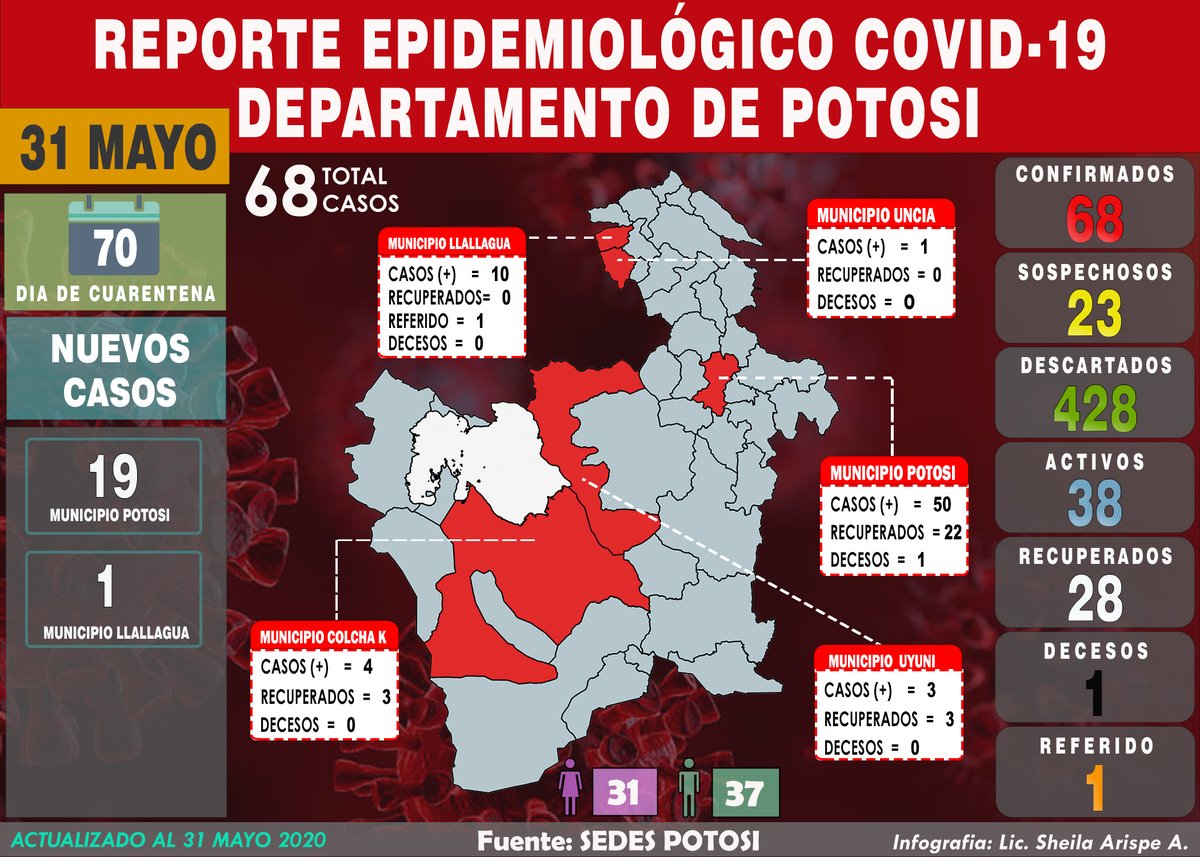 REPORTE EPIDEMIOLÓGICO COVID-19
DEPARTAMENTO DE POTOSI
31 MAYO
70
DIA DE CUARENTENA
NUEVOS
CASOS
19
MUNICIPIO POTOSI
1
MUNICIPIO LLALLAGUA
68 TOTAL
CASOS
MUNICIPIO LLALLAGUA
CASOS (+) = 10
RECUPERADOS= 0
REFERIDO = 1
DECESOS = 0
MUNICIPIO UNCIA
CASOS (+) = 1
RECUPERADOS = 0
DECESOS = 0
MUNICIPIO POTOSI
CASOS (+) = 50
RECUPERADOS = 22
DECESOS = 1
MUNICIPIO COLCHA K
CASOS (+) = 4
RECUPERADOS = 3
DECESOS = 0
MUNICIPIO UYUNI
CASOS (+) = 3
RECUPERADOS = 3
DECESOS = 0
31
37
CONFIRMADOS
68
SOSPECHOSOS
23
DESCARTADOS
428
ACTIVOS
38
RECUPERADOS
28
DECESOS
1
REFERIDO
1
ACTUALIZADO AL 31 MAYO 2020
Fuente: SEDES POTOSI
Infografia: Lic. Sheila Arispe A.